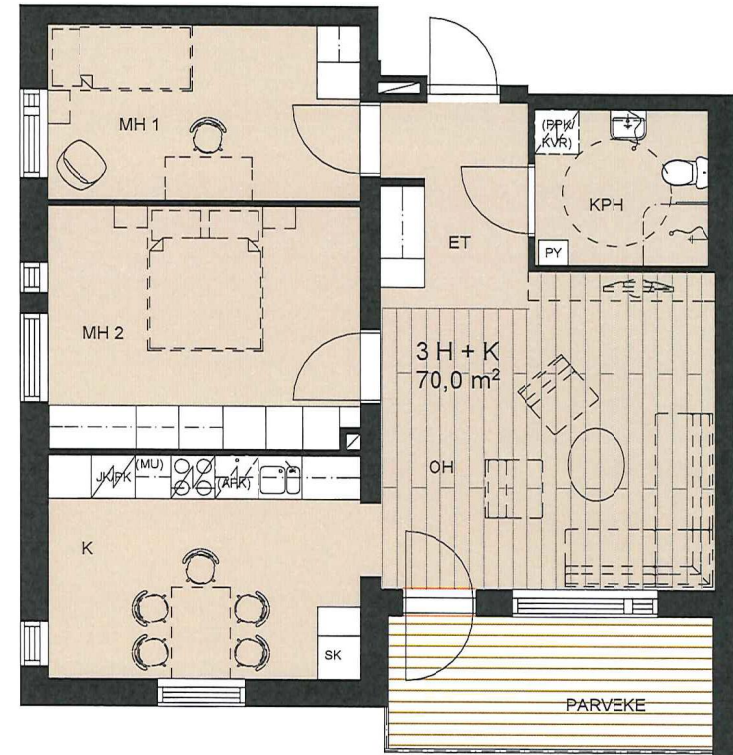 MH 1
(PPK/
KVR)
KPH
ET
PY
MH 2
3 H + K
70,0 m²
OH
JK/PK
(MU)
(APK)
K
SK
PARVEKE